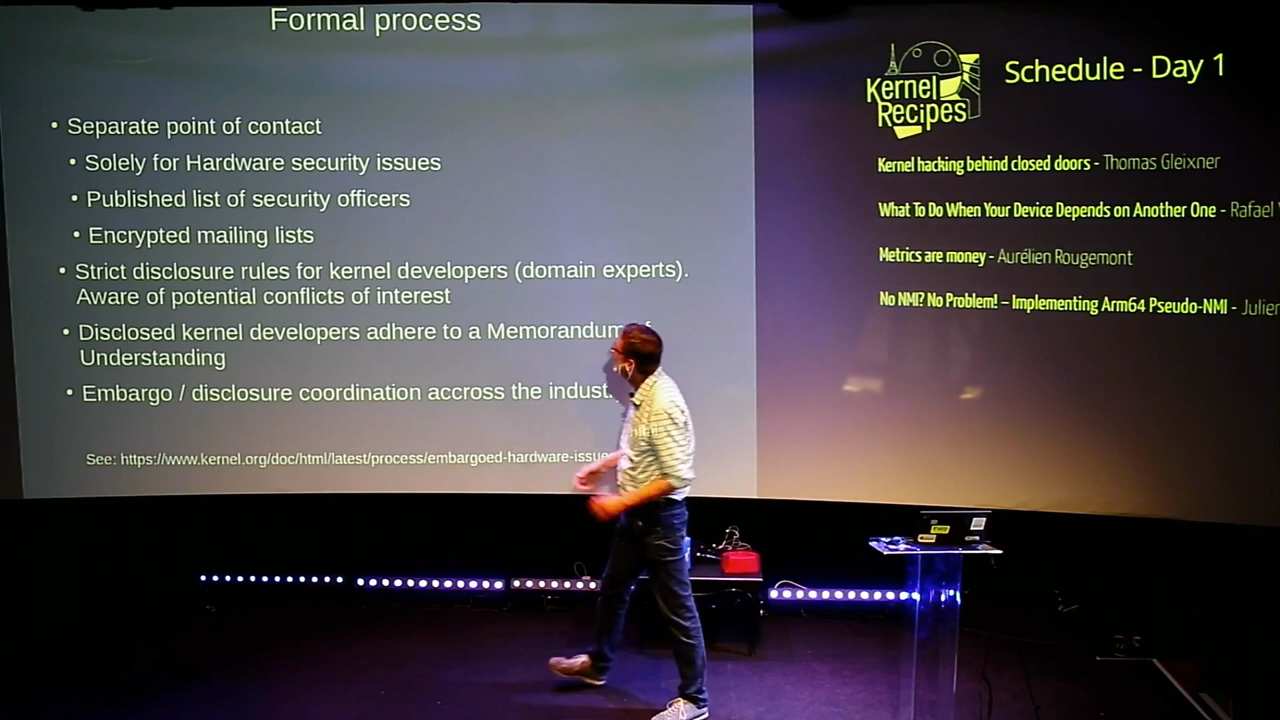 Formal process
• Separate point of contact
• Solely for Hardware security issues
• Published list of security officers
• Encrypted mailing lists
• Strict disclosure rules for kernel developers (domain experts).
Aware of potential conflicts of interest
• Disclosed kernel developers adhere to a Memorandum
Understanding
• Embargo / disclosure coordination accross the
See: https://www.kernel.org/doc/html/latest/process/embargoed-hardware-issue
Kernel
Recipes
Schedule - Day 1
Kernel hacking behind closed doors - Thomas Gleixner
What To Do When Your Device Depends on Another One - Rafael
Metrics are money - Aurélien Rougemont
No NMI? No Problem! – Implementing Arm64 Pseudo-NMI - Julien